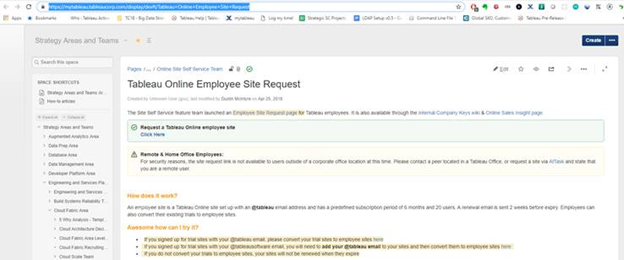 https://mytableau.tableaucorp.com/display/devft/Tableau+Online+Employee+Site+Request
Apps
Tableau Help | Tablea
mytableau
Log my time!
Strategic SG Projects
LDAP Setup v3.1 - C
Command Line File
Global SKO: Custom
Tableau Pre-Release
Strategy Areas and Teams
Create
Search this space
Pages /... / Online Site Self Service Team
Edit
Tableau Online Employee Site Request
SPACE SHORTCUTS
Created by Unknown User (guo), last modified by Dustin McIntyre on Apr 25, 2018
Strategy Areas and Teams An
How-to articles
The Site Self Service feature team launched an Employee Site Request page for Tableau employees. It is also available through the Internal Company Keys wiki & Online Sales Insight page.
Request a Tableau Online employee site
Click Here
Strategy Areas and Teams
Augmented Analytics Area
Data Prep Area
Remote & Home Office Employees:
Database Area
For security reasons, the site request link is not available to users outside of a corporate office location at this time. Please contact a peer located in a Tableau Office, or request a site via AITask and state that
you are a remote user.
Data Management Area
Developer Platform Area
Engineering and Services Pla
How does it work?
Engineering and Services
Build Systems Reliability T
An employee site is a Tableau Online site set up with an @tableau email address and has a predefined subscription period of 6 months and 20 users. A renewal email is sent 2 weeks before expiry. Employees can
also convert their existing trials to employee sites.
Cloud Fabric Area
5 Why Analysis - Templ
Awesome how can I try it?
Cloud Architecture Deci
Cloud Fabric Area Level
If you signed up for trial sites with your @tableau email, please convert your trial sites to employee sites here
Cloud Fabric Recruiting
If you signed up for trial sites with your @tableausoftware email, you will need to add your @tableau email to your sites and then convert them to employee sites here
Cloud Scale Team
If you do not convert your trials to employee sites, your sites will not be renewed when they expire